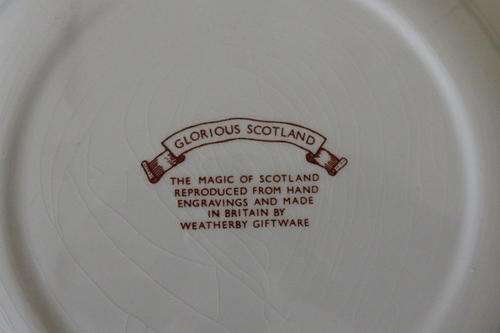 GLORIOUS SCOTLAND
THE MAGIC OF SCOTLAND
REPRODUCED FROM HAND
ENGRAVINGS AND MADE
IN BRITAIN BY
WEATHERBY GIFTWARE